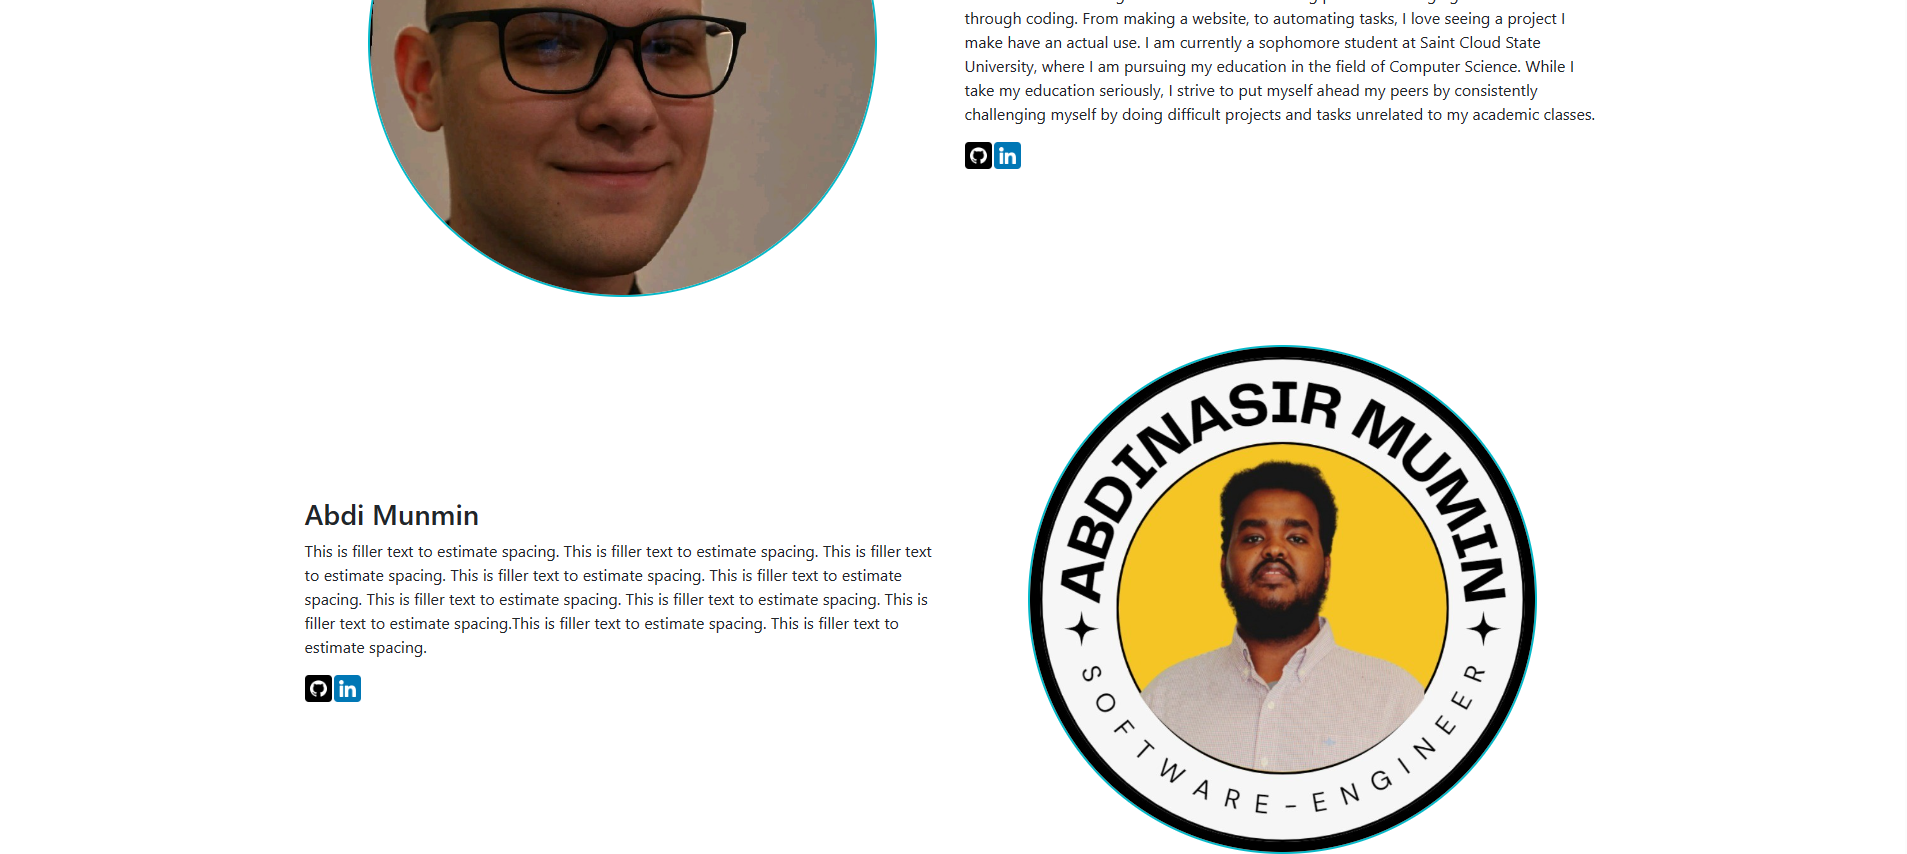 through coding. From making a website, to automating tasks, I love seeing a project I
make have an actual use. I am currently a sophomore student at Saint Cloud State
University, where I am pursuing my education in the field of Computer Science. While I
take my education seriously, I strive to put myself ahead my peers by consistently
challenging myself by doing difficult projects and tasks unrelated to my academic classes.
in
Abdi Munmin
This is filler text to estimate spacing. This is filler text to estimate spacing. This is filler text
to estimate spacing. This is filler text to estimate spacing. This is filler text to estimate
spacing. This is filler text to estimate spacing. This is filler text to estimate spacing. This is
filler text to estimate spacing.This is filler text to estimate spacing. This is filler text to
estimate spacing.
in
ABDINASIR MUMIN
SOFTWARE-ENGINEER